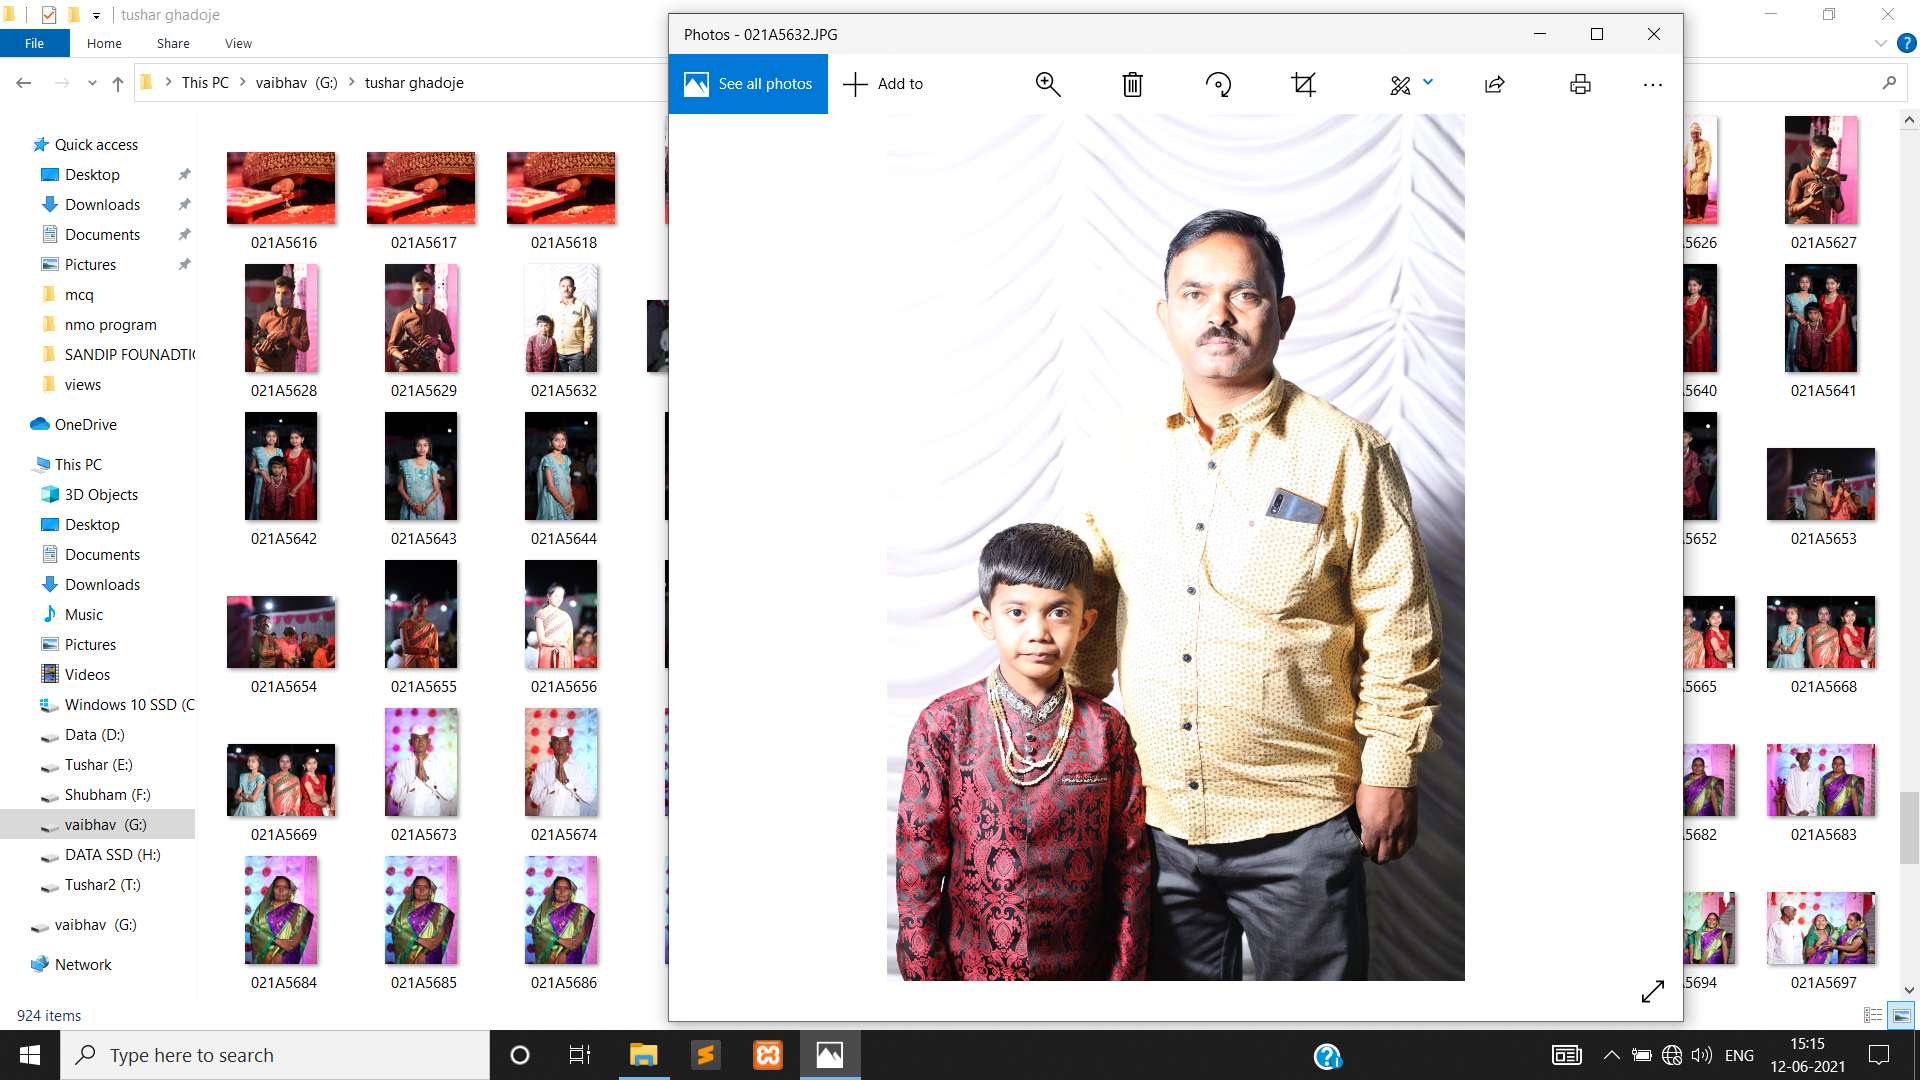 tushar ghadoje
File
Home
Share
View
This PC
vaibhav (G:)
tushar ghadoje
Quick access
Desktop
Downloads
Documents
Pictures
mcq
nmo program
SANDIP FOUNADTI
views
OneDrive
This PC
3D Objects
Desktop
Documents
Downloads
Music
Pictures
Videos
Windows 10 SSD (C
Data (D:)
Tushar (E:)
Shubham (F:)
vaibhav (G:)
DATA SSD (H:)
Tushar2 (T:)
vaibhav (G:)
Network
924 items
021A5616
021A5617
021A5618
5626
021A5627
021A5628
021A5629
021A5632
5640
021A5641
021A5642
021A5643
021A5644
5652
021A5653
021A5654
021A5655
021A5656
5665
021A5668
021A5669
021A5673
021A5674
5682
021A5683
021A5684
021A5685
021A5686
5694
021A5697
Photos - 021A5632.JPG
See all photos
Add to
Type here to search
ENG
15:15
12-06-2021